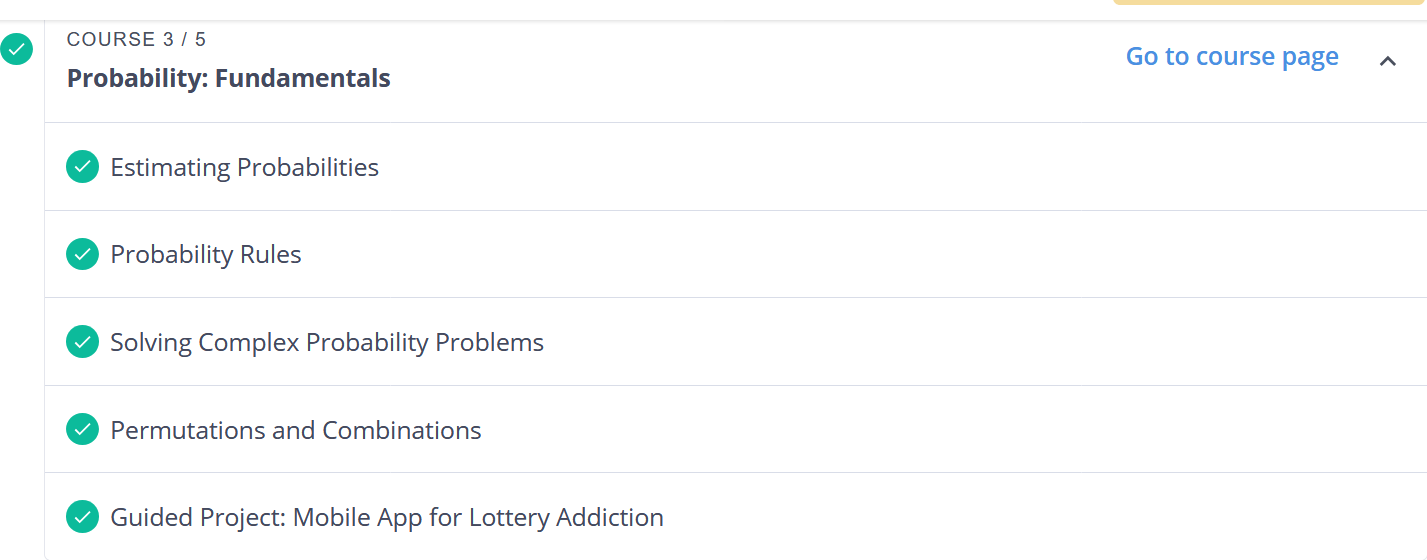 COURSE 3 / 5
Probability: Fundamentals
Go to course page
Estimating Probabilities
Probability Rules
Solving Complex Probability Problems
Permutations and Combinations
Guided Project: Mobile App for Lottery Addiction